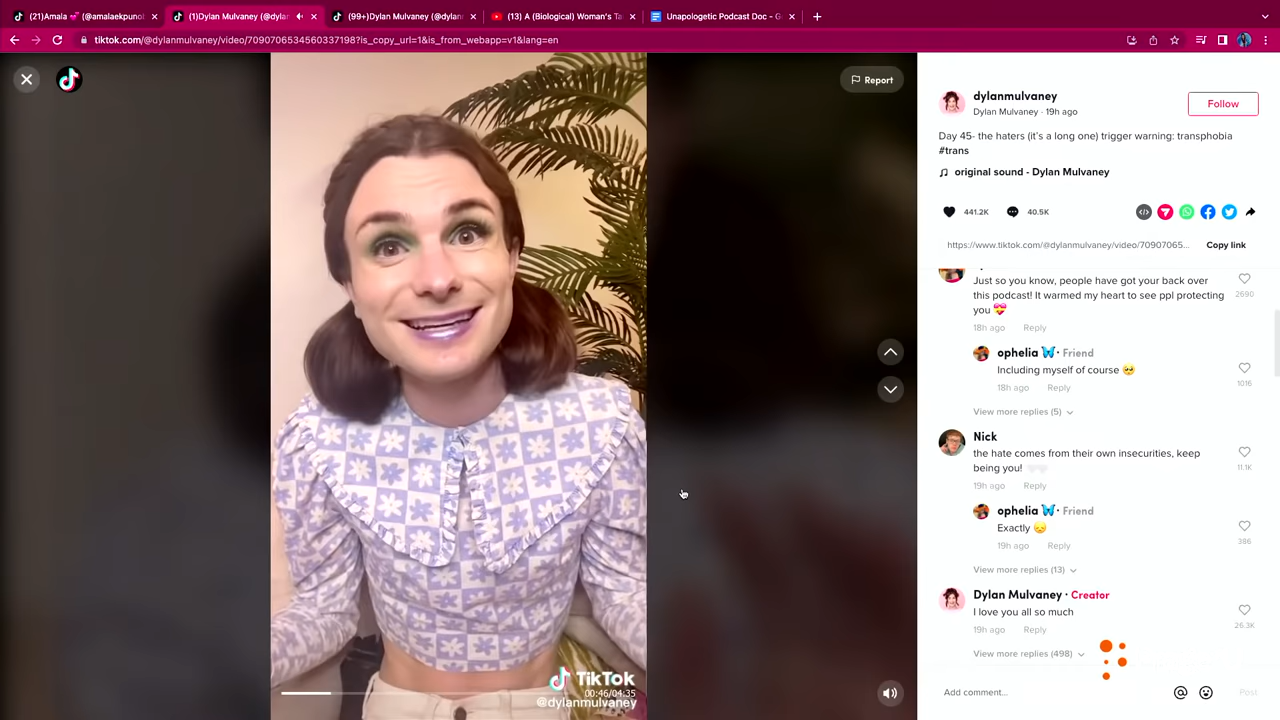 (21)Amala 💕 (@amalaekpunol
(1)Dylan Mulvaney (@dylan
(99+)Dylan Mulvaney (@dylan
(13) A (Biological) Woman's Ta
Unapologetic Podcast Doc - G
tiktok.com/@dylanmulvaney/video/7090706534560337198?is_copy_url=1&is_from_webapp=v1&lang=en
Report
TikTok
00:46/04:35
@dylanmulvaney
dylanmulvaney
Dylan Mulvaney · 19h ago
Follow
Day 45- the haters (it's a long one) trigger warning: transphobia
#trans
original sound - Dylan Mulvaney
441.2K
40.5K
https://www.tiktok.com/@dylanmulvaney/video/70907065...
Copy link
Just so you know, people have got your back over
this podcast! It warmed my heart to see ppl protecting
you 💝
2690
18h ago Reply
ophelia 🦋 · Friend
Including myself of course 🥹
1016
18h ago Reply
View more replies (5)
Nick
the hate comes from their own insecurities, keep
being you! 🤍🤍
11.1K
19h ago Reply
ophelia 🦋 · Friend
Exactly 😞
386
19h ago Reply
View more replies (13)
Dylan Mulvaney · Creator
I love you all so much
26.3K
19h ago Reply
View more replies (498)
Add comment...
Post